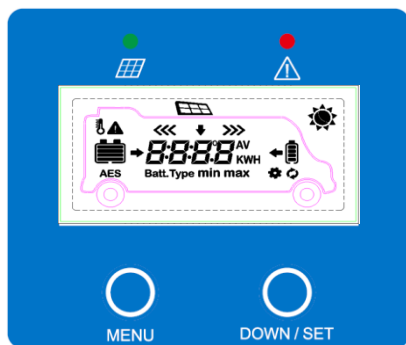 8.8.8.8 °C AV
KWH
AES Batt.Type min max
MENU DOWN / SET